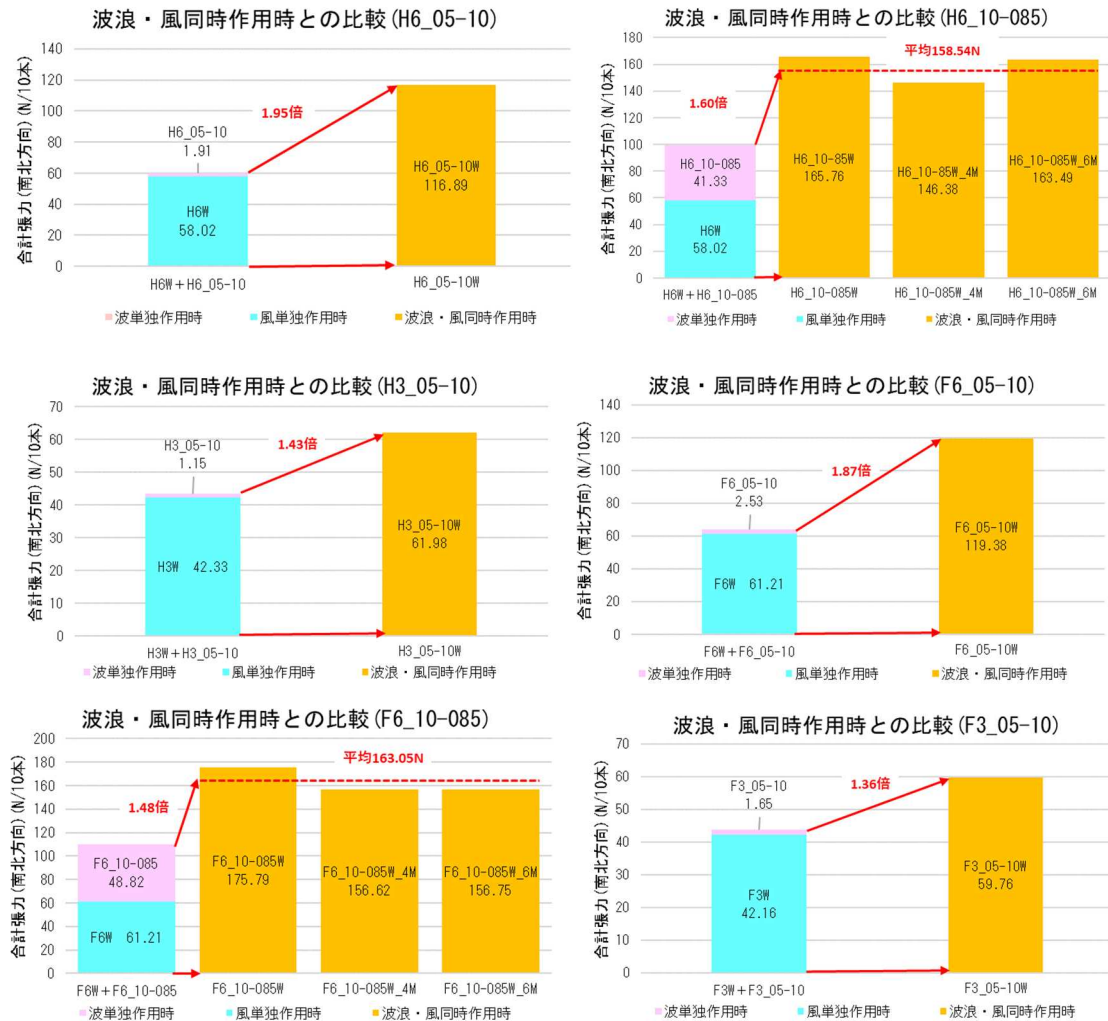 波浪・風同時作用時との比較(H6_05-10)
合計張力(南北方向)(N/10本)
140
120
100
80
60
40
20
0
1.95倍
H6_05-10
1.91
H6W
58.02
H6_05-10W
116.89
H6W+H6_05-10
H6_05-10W
波単独作用時
風単独作用時
波浪・風同時作用時
波浪・風同時作用時との比較(H6_10-085)
合計張力(南北方向)(N/10本)
180
160
140
120
100
80
60
40
20
0
平均158.54N
1.60倍
H6_10-085
41.33
H6W
58.02
H6_10-85W
165.76
H6_10-85W_4M
146.38
H6_10-085W_6M
163.49
H6W+H6_10-085
H6_10-085W
H6_10-085W_4M
H6_10-085W_6M
波単独作用時
風単独作用時
波浪・風同時作用時
波浪・風同時作用時との比較(H3_05-10)
合計張力(南北方向)(N/10本)
70
60
50
40
30
20
10
0
1.43倍
H3_05-10
1.15
H3W 42.33
H3_05-10W
61.98
H3W+H3_05-10
H3_05-10W
波単独作用時
風単独作用時
波浪・風同時作用時
波浪・風同時作用時との比較(F6_05-10)
合計張力(南北方向)(N/10本)
140
120
100
80
60
40
20
0
1.87倍
F6_05-10
2.53
F6W 61.21
F6_05-10W
119.38
F6W+F6_05-10
F6_05-10W
波単独作用時
風単独作用時
波浪・風同時作用時
波浪・風同時作用時との比較(F6_10-085)
合計張力(南北方向)(N/10本)
200
180
160
140
120
100
80
60
40
20
0
平均163.05N
1.48倍
F6_10-085
48.82
F6W 61.21
F6_10-085W
175.79
F6_10-085W_4M
156.62
F6_10-085W_6M
156.75
F6W+F6_10-085
F6_10-085W
F6_10-085W_4M
F6_10-085W_6M
波単独作用時
風単独作用時
波浪・風同時作用時
波浪・風同時作用時との比較(F3_05-10)
合計張力(南北方向)(N/10本)
70
60
50
40
30
20
10
0
1.36倍
F3_05-10
1.65
F3W
42.16
F3_05-10W
59.76
F3W+F3_05-10
F3_05-10W
波単独作用時
風単独作用時
波浪・風同時作用時